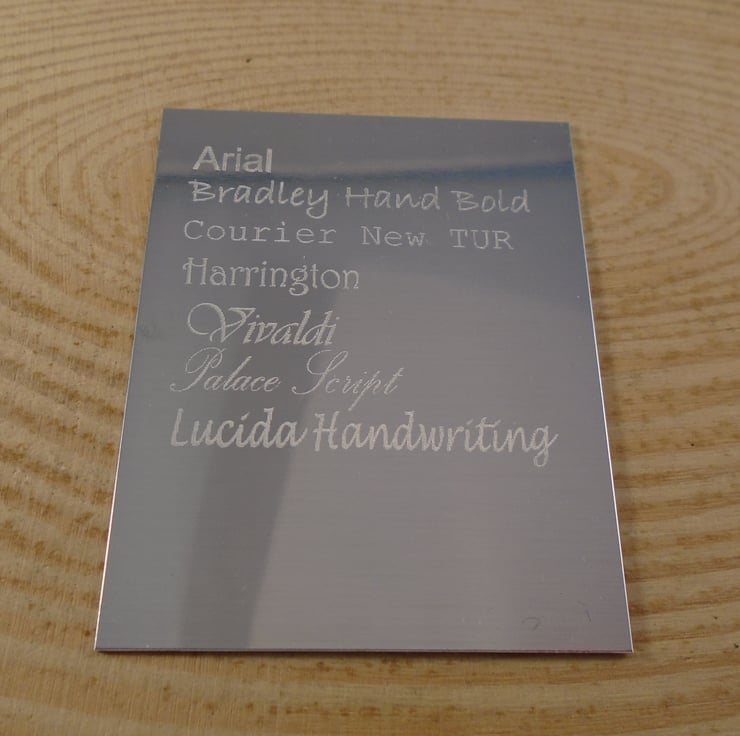 Arial
Bradley Hand Bold
Courier New TUR
Harrington
Vivaldi
Palace Script
Lucida Handwriting